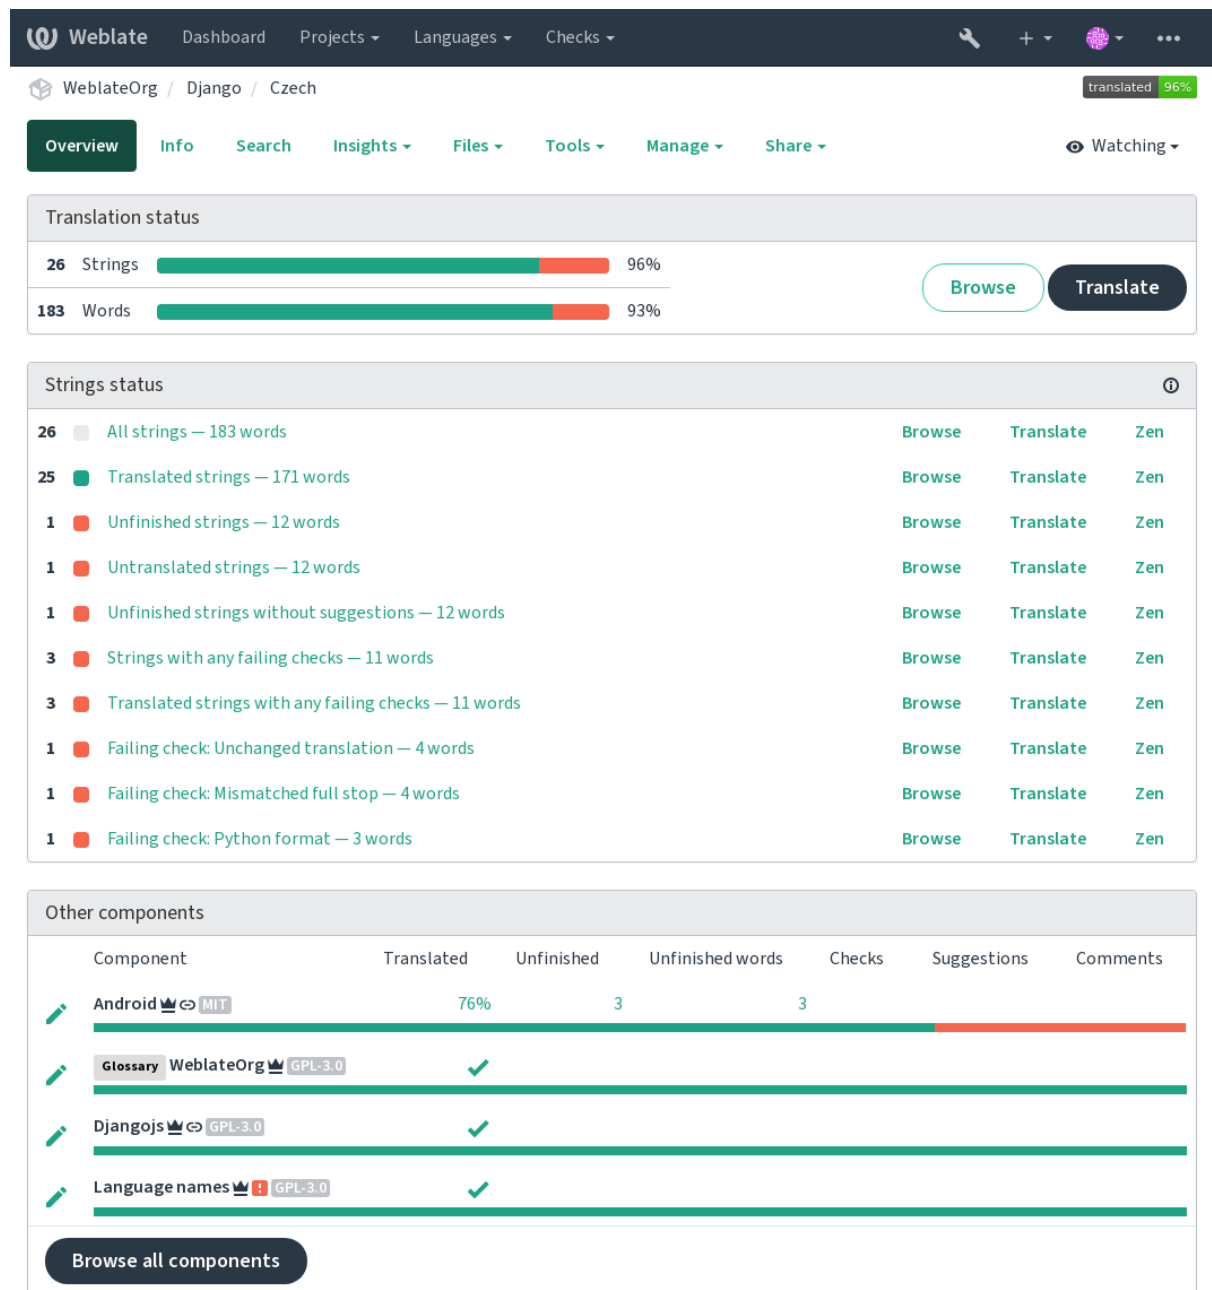 Weblate Dashboard Projects Languages Checks + •••
WeblateOrg / Django / Czech translated 96%
Overview Info Search Insights Files Tools Manage Share Watching
Translation status
26 Strings 96%
183 Words 93%
Browse Translate
Strings status
26 All strings — 183 words Browse Translate Zen
25 Translated strings — 171 words Browse Translate Zen
1 Unfinished strings — 12 words Browse Translate Zen
1 Untranslated strings — 12 words Browse Translate Zen
1 Unfinished strings without suggestions — 12 words Browse Translate Zen
3 Strings with any failing checks — 11 words Browse Translate Zen
3 Translated strings with any failing checks — 11 words Browse Translate Zen
1 Failing check: Unchanged translation — 4 words Browse Translate Zen
1 Failing check: Mismatched full stop — 4 words Browse Translate Zen
1 Failing check: Python format — 3 words Browse Translate Zen
Other components
Component Translated Unfinished Unfinished words Checks Suggestions Comments
Android MIT 76% 3 3
Glossary WeblateOrg GPL-3.0
Djangojs GPL-3.0
Language names GPL-3.0
Browse all components